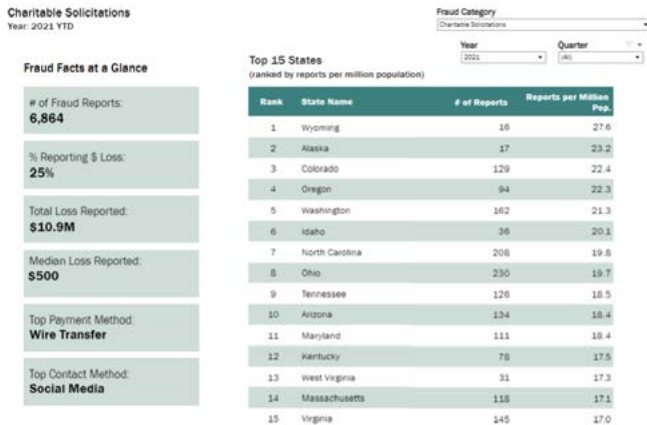 Charitable Solicitations
Year: 2021 YTD
Fraud Category
Charitable Solicitations
Year
2021
Quarter
(All)
Fraud Facts at a Glance
# of Fraud Reports:
6,864
% Reporting $ Loss:
25%
Total Loss Reported:
$10.9M
Median Loss Reported:
$500
Top Payment Method:
Wire Transfer
Top Contact Method:
Social Media
Top 15 States
(ranked by reports per million population)
Rank State Name # of Reports Reports per Million Pop.
1 Wyoming 16 27.6
2 Alaska 17 23.2
3 Colorado 129 22.4
4 Oregon 94 22.3
5 Washington 162 21.3
6 Idaho 36 20.1
7 North Carolina 208 19.8
8 Ohio 230 19.7
9 Tennessee 126 18.5
10 Arizona 134 18.4
11 Maryland 111 18.4
12 Kentucky 78 17.5
13 West Virginia 31 17.3
14 Massachusetts 118 17.1
15 Virginia 145 17.0